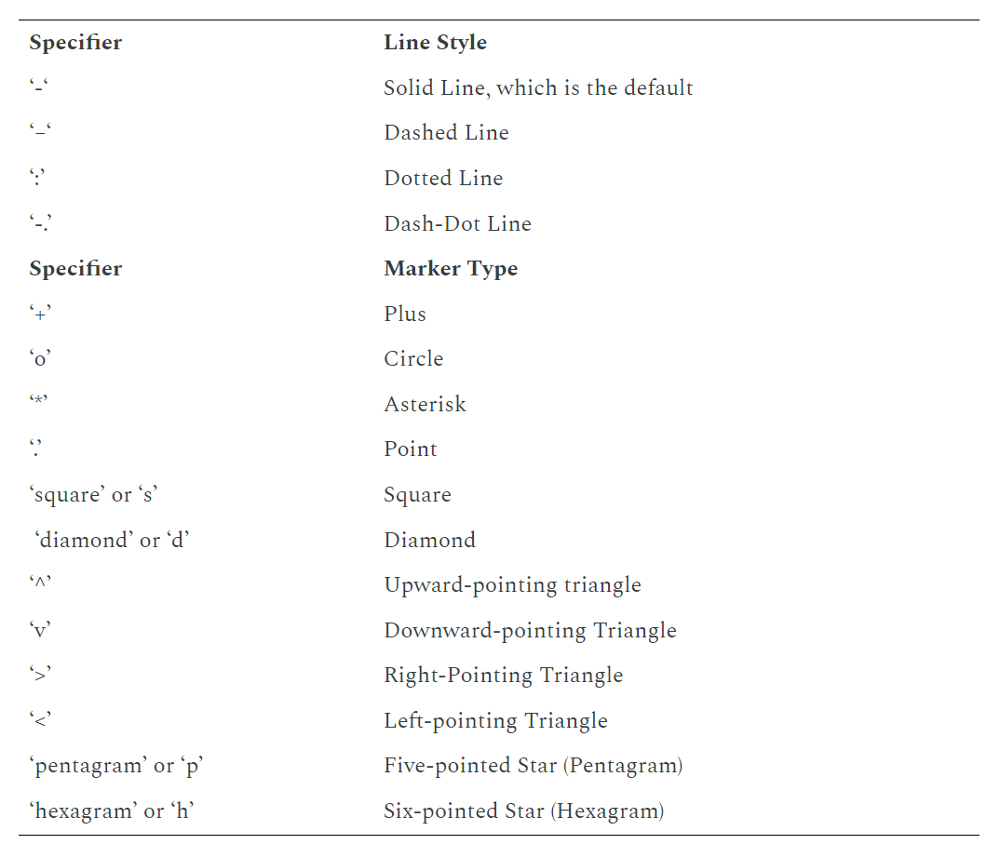 Specifier Line Style
‘-‘ Solid Line, which is the default
‘–‘ Dashed Line
‘:’ Dotted Line
‘-.’ Dash-Dot Line
Specifier Marker Type
‘+’ Plus
‘o’ Circle
‘*’ Asterisk
‘.’ Point
‘square’ or ‘s’ Square
‘diamond’ or ‘d’ Diamond
‘^’ Upward-pointing triangle
‘v’ Downward-pointing Triangle
‘>’ Right-Pointing Triangle
‘<’ Left-pointing Triangle
‘pentagram’ or ‘p’ Five-pointed Star (Pentagram)
‘hexagram’ or ‘h’ Six-pointed Star (Hexagram)